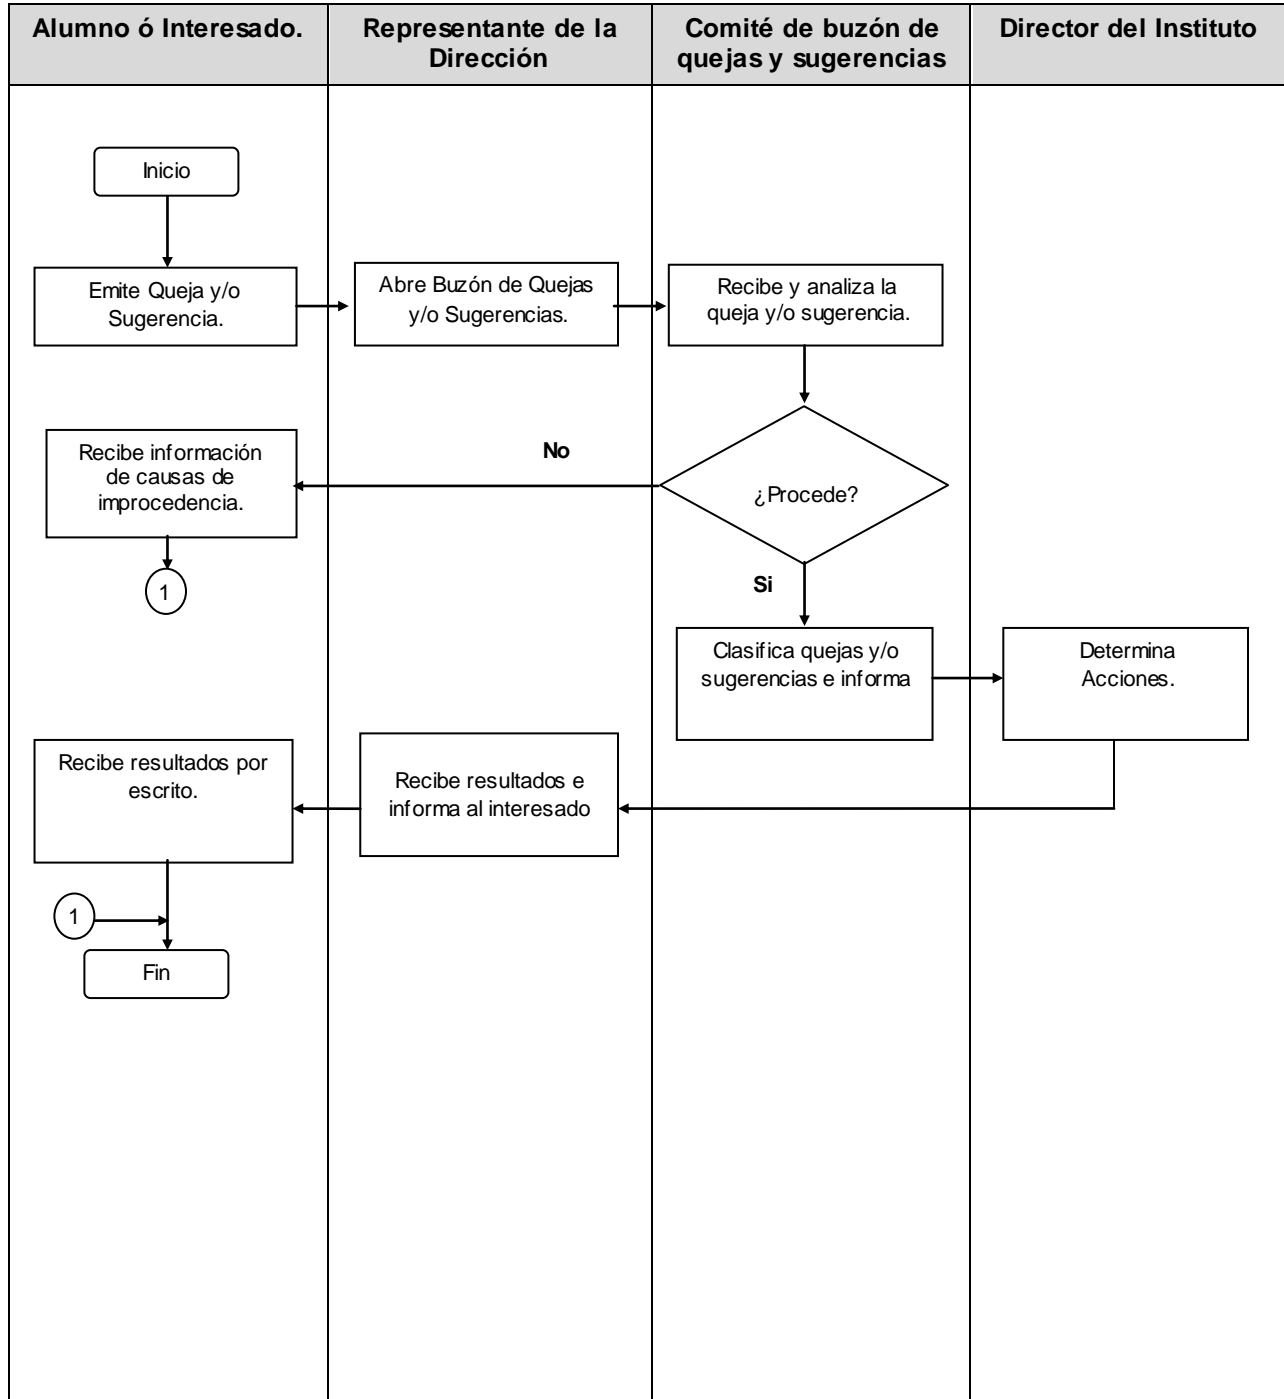 Alumno ó Interesado.
Representante de la
Dirección
Comité de buzón de
quejas y sugerencias
Director del Instituto
Inicio
Emite Queja y/o
Sugerencia.
Abre Buzón de Quejas
y/o Sugerencias.
Recibe y analiza la
queja y/o sugerencia.
Recibe información
de causas de
improcedencia.
No
¿Procede?
1
Si
Clasifica quejas y/o
sugerencias e informa
Determina
Acciones.
Recibe resultados por
escrito.
Recibe resultados e
informa al interesado
1
Fin